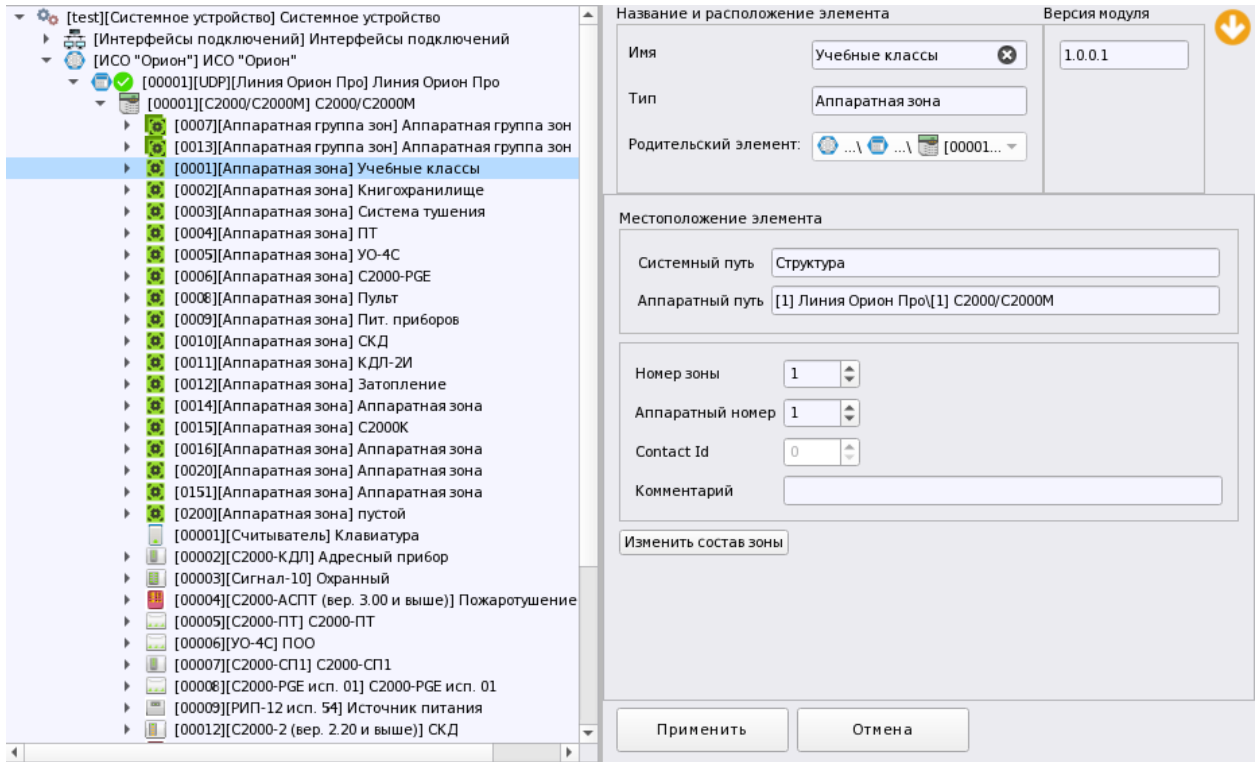 [test][Системное устройство] Системное устройство
[Интерфейсы подключений] Интерфейсы подключений
[ИСО "Орион"] ИСО "Орион"
[00001][UDP][Линия Орион Про] Линия Орион Про
[00001][С2000/С2000М] С2000/С2000М
[0007][Аппаратная группа зон] Аппаратная группа зон
[0013][Аппаратная группа зон] Аппаратная группа зон
[0001][Аппаратная зона] Учебные классы
[0002][Аппаратная зона] Книгохранилище
[0003][Аппаратная зона] Система тушения
[0004][Аппаратная зона] ПТ
[0005][Аппаратная зона] УО-4С
[0006][Аппаратная зона] С2000-PGE
[0008][Аппаратная зона] Пульт
[0009][Аппаратная зона] Пит. приборов
[0010][Аппаратная зона] СКД
[0011][Аппаратная зона] КДЛ-2И
[0012][Аппаратная зона] Затопление
[0014][Аппаратная зона] Аппаратная зона
[0015][Аппаратная зона] С2000К
[0016][Аппаратная зона] Аппаратная зона
[0020][Аппаратная зона] Аппаратная зона
[0151][Аппаратная зона] Аппаратная зона
[0200][Аппаратная зона] пустой
[00001][Считыватель] Клавиатура
[00002][С2000-КДЛ] Адресный прибор
[00003][Сигнал-10] Охранный
[00004][С2000-АСПТ (вер. 3.00 и выше)] Пожаротушение
[00005][С2000-ПТ] С2000-ПТ
[00006][УО-4С] ПОО
[00007][С2000-СП1] С2000-СП1
[00008][С2000-PGE исп. 01] С2000-PGE исп. 01
[00009][РИП-12 исп. 54] Источник питания
[00012][С2000-2 (вер. 2.20 и выше)] СКД
Название и расположение элемента
Версия модуля
Имя
Учебные классы
1.0.0.1
Тип
Аппаратная зона
Родительский элемент:
...\ ...\ [00001...
Местоположение элемента
Системный путь
Структура
Аппаратный путь
[1] Линия Орион Про\[1] С2000/С2000М
Номер зоны
1
Аппаратный номер
1
Contact Id
0
Комментарий
Изменить состав зоны
Применить
Отмена